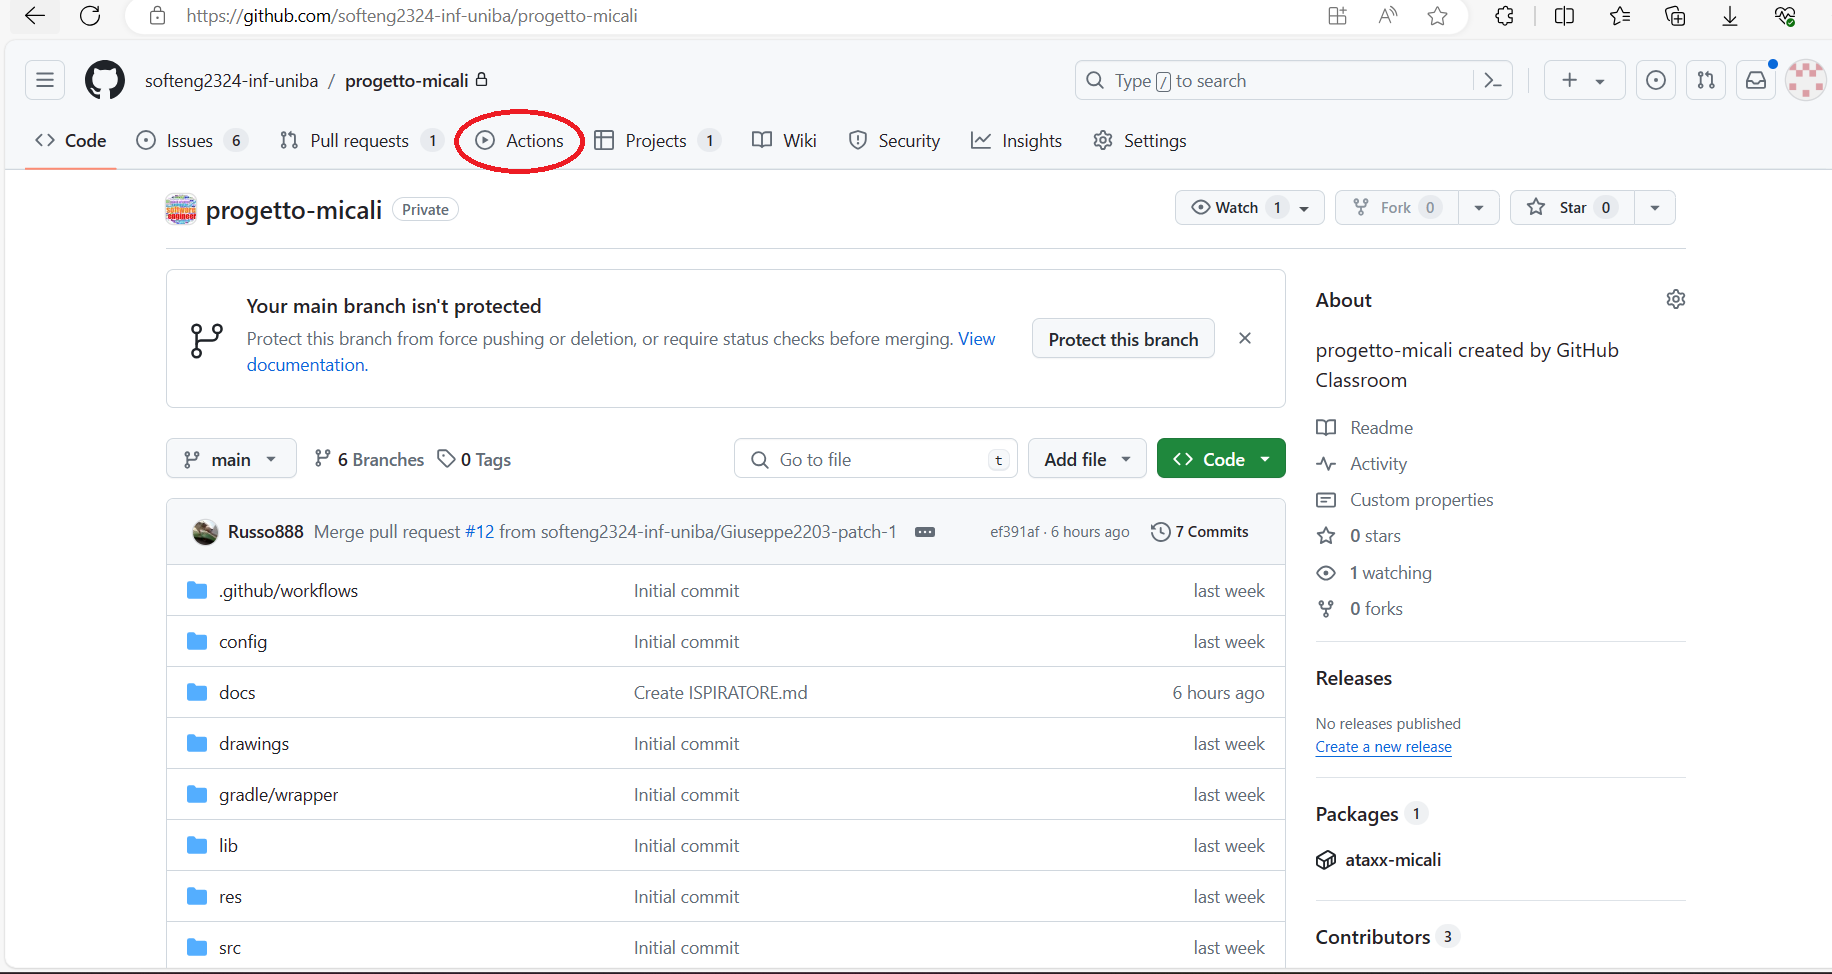 https://github.com/softeng2324-inf-uniba/progetto-micali
softeng2324-inf-uniba / progetto-micali
Type / to search
Code
Issues 6
Pull requests 1
Actions
Projects 1
Wiki
Security
Insights
Settings
progetto-micali Private
Watch 1
Fork 0
Star 0
Your main branch isn't protected
Protect this branch from force pushing or deletion, or require status checks before merging. View
documentation.
Protect this branch
main
6 Branches
0 Tags
Go to file t
Add file
Code
Russo888 Merge pull request #12 from softeng2324-inf-uniba/Giuseppe2203-patch-1 ef391af · 6 hours ago 7 Commits
.github/workflows Initial commit last week
config Initial commit last week
docs Create ISPIRATORE.md 6 hours ago
drawings Initial commit last week
gradle/wrapper Initial commit last week
lib Initial commit last week
res Initial commit last week
src Initial commit last week
About
progetto-micali created by GitHub
Classroom
Readme
Activity
Custom properties
0 stars
1 watching
0 forks
Releases
No releases published
Create a new release
Packages 1
ataxx-micali
Contributors 3